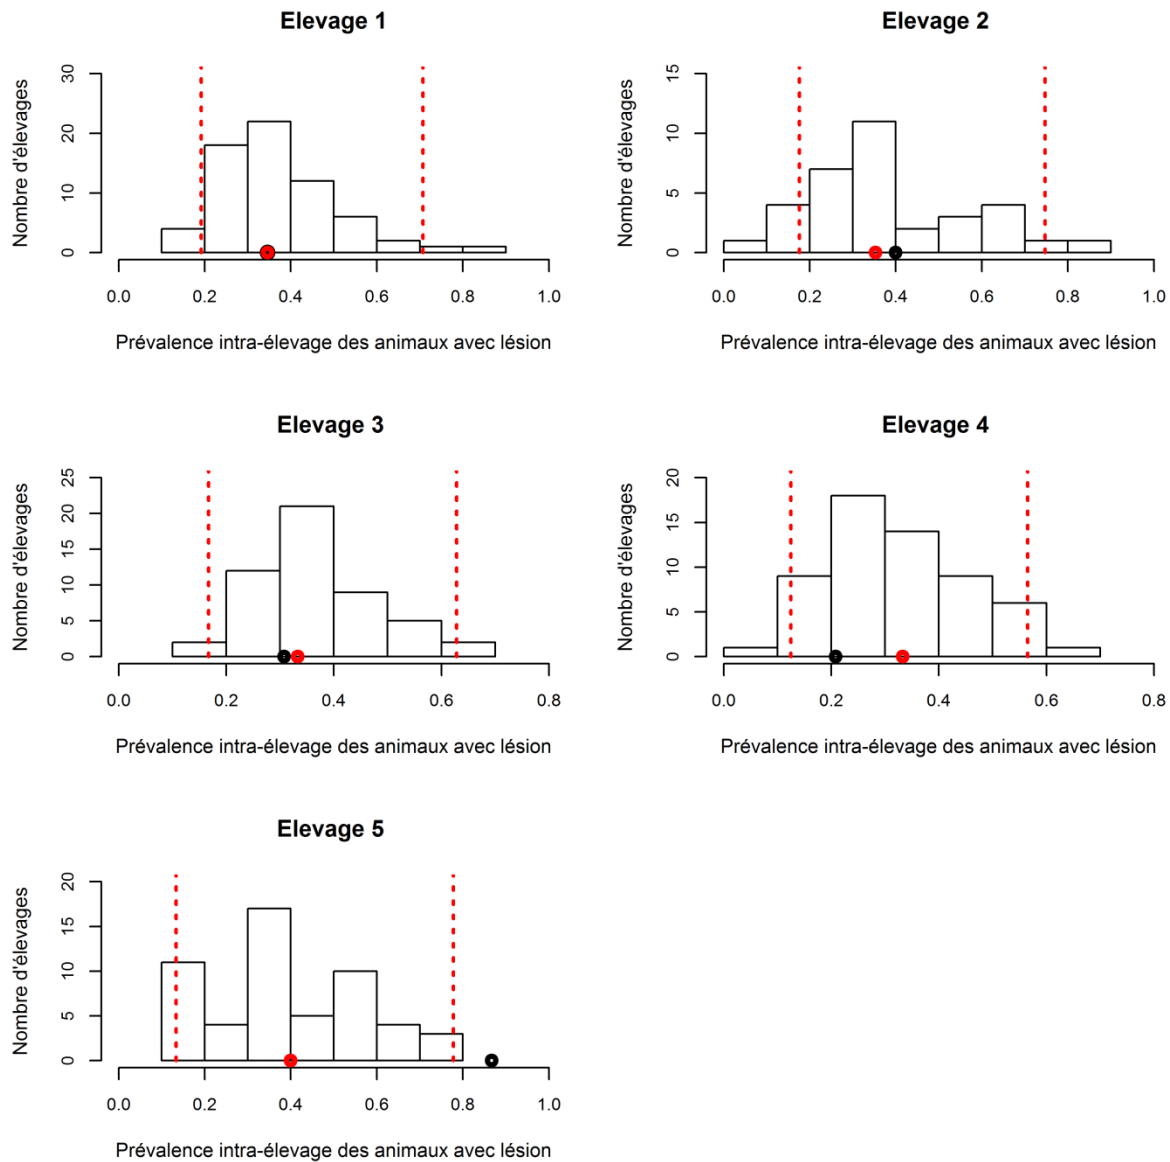 Elevage 1
Nombre d'élevages
0 10 20 30
0.0 0.2 0.4 0.6 0.8 1.0
Prévalence intra-élevage des animaux avec lésion
Elevage 2
Nombre d'élevages
0 5 10 15
0.0 0.2 0.4 0.6 0.8 1.0
Prévalence intra-élevage des animaux avec lésion
Elevage 3
Nombre d'élevages
0 5 10 15 20 25
0.0 0.2 0.4 0.6 0.8
Prévalence intra-élevage des animaux avec lésion
Elevage 4
Nombre d'élevages
0 5 10 15 20
0.0 0.2 0.4 0.6 0.8
Prévalence intra-élevage des animaux avec lésion
Elevage 5
Nombre d'élevages
0 5 10 15 20
0.0 0.2 0.4 0.6 0.8 1.0
Prévalence intra-élevage des animaux avec lésion